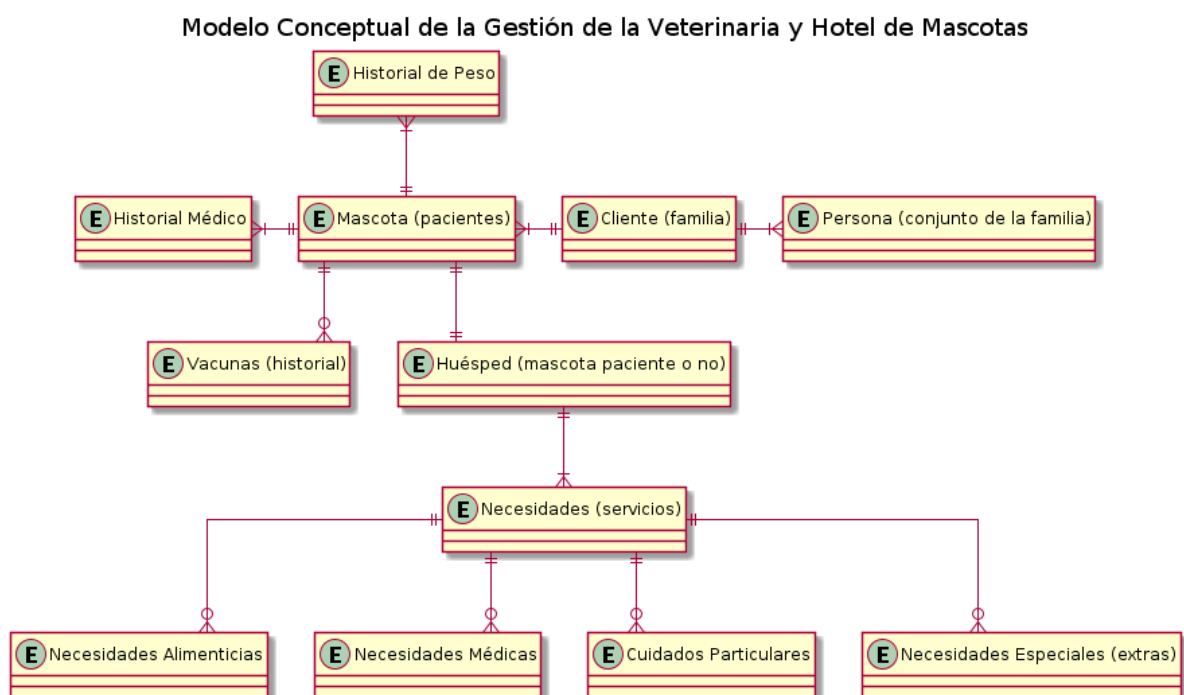 Modelo Conceptual de la Gestión de la Veterinaria y Hotel de Mascotas
E Historial de Peso
E Historial Médico
E Mascota (pacientes)
E Cliente (familia)
E Persona (conjunto de la familia)
E Vacunas (historial)
E Huésped (mascota paciente o no)
E Necesidades (servicios)
E Necesidades Alimenticias
E Necesidades Médicas
E Cuidados Particulares
E Necesidades Especiales (extras)